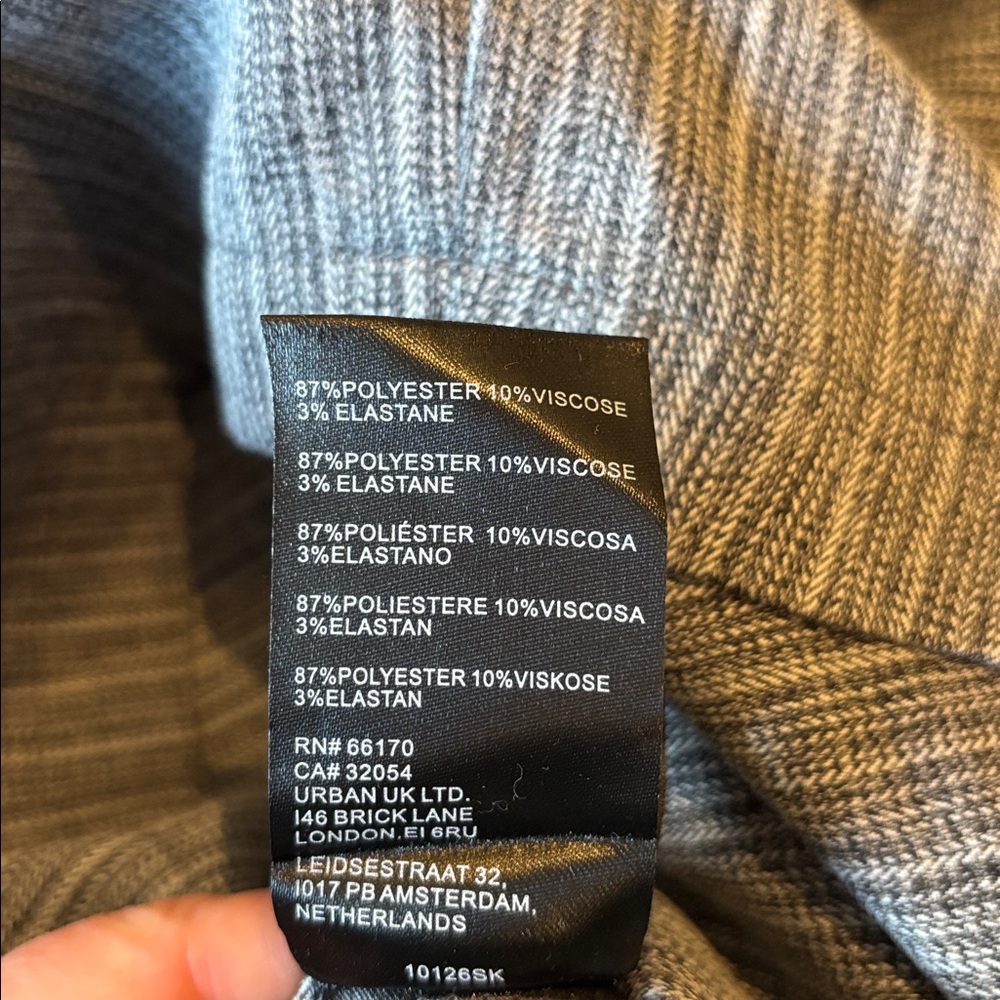 87%POLYESTER 10%VISCOSE
3% ELASTANE
87%POLYESTER 10%VISCOSE
3% ELASTANE
87%POLIÉSTER 10%VISCOSA
3%ELASTANO
87%POLIESTERE 10%VISCOSA
3%ELASTAN
87%POLYESTER 10%VISKOSE
3%ELASTAN
RN# 66170
CA# 32054
URBAN UK LTD.
146 BRICK LANE
LONDON,E1 6RU
LEIDSESTRAAT 32,
1017 PB AMSTERDAM,
NETHERLANDS
10126SK